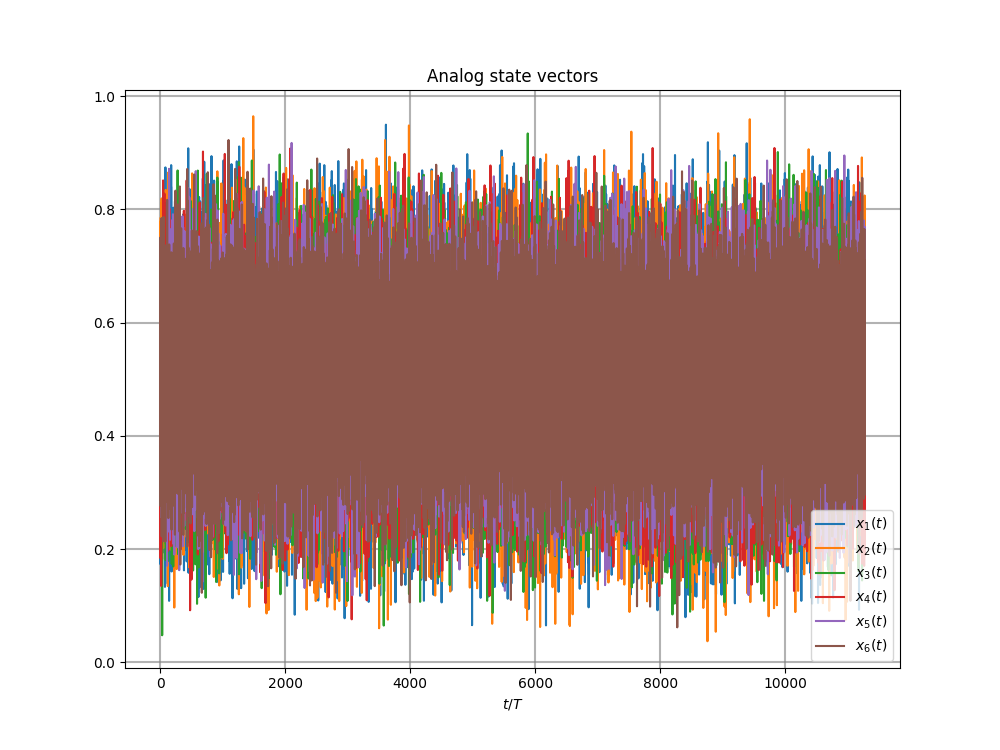 Analog state vectors
1.0
0.8
0.6
0.4
0.2
0.0
0 2000 4000 6000 8000 10000
t/T
x₁(t)
x₂(t)
x₃(t)
x₄(t)
x₅(t)
x₆(t)